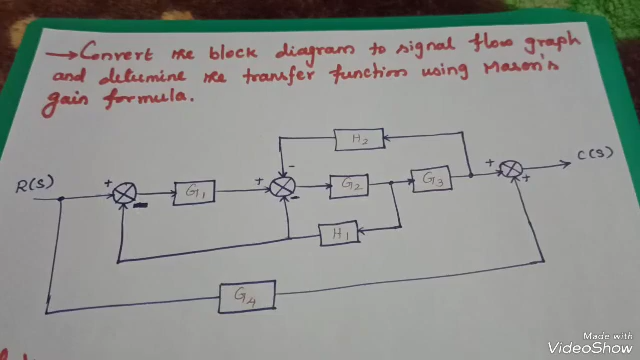 → Convert the block diagram to signal flow graph
and determine the transfer function using Mason's
gain formula.
H2
R(S) + G1 + - G2 G3 + C(S)
- - +
H1
G4
Made with
VideoShow